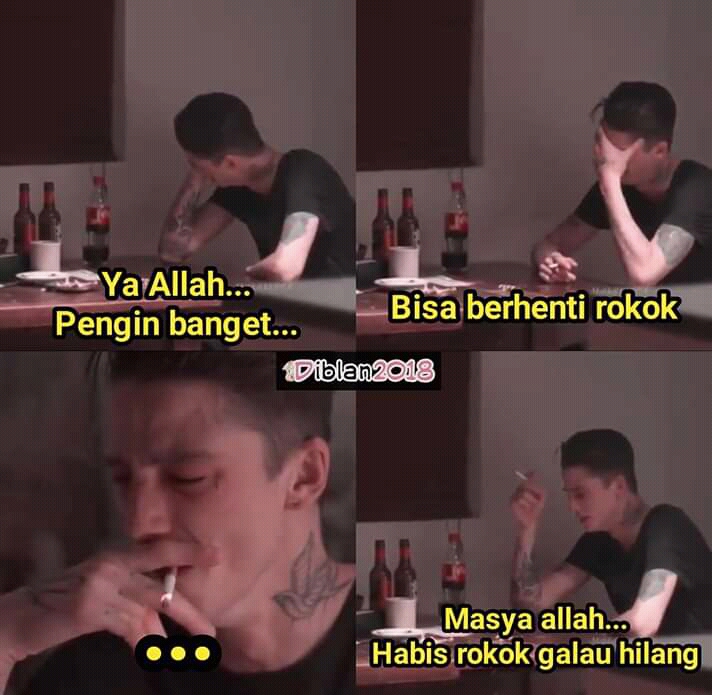 Ya Allah...
Pengin banget...
Bisa berhenti rokok
Diblan2018
...
Masya allah...
Habis rokok galau hilang